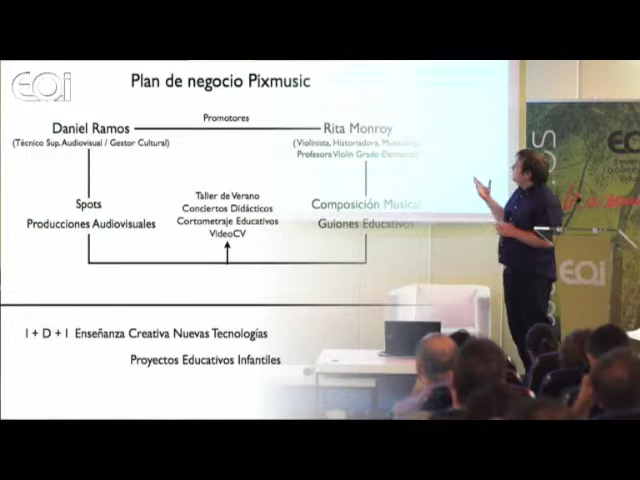 EOi
Plan de negocio Pixmusic
Promotores
Daniel Ramos
(Técnico Sup. Audiovisual / Gestor Cultural)
Rita Monroy
(Violinista, Historiadora,
Profesora Violín Grado Elemental)
Spots
Producciones Audiovisuales
Taller de Verano
Conciertos Didácticos
Cortometraje Educativos
VideoCV
Composición Musical
Guiones Educativos
I + D + I Enseñanza Creativa Nuevas Tecnologías
Proyectos Educativos Infantiles
EOi